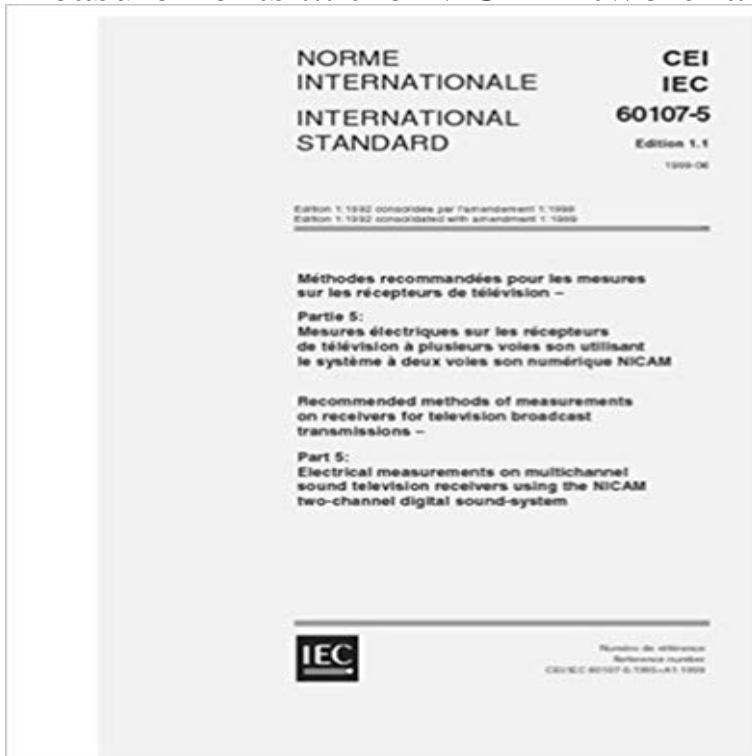 NORME
INTERNATIONALE
CEI
IEC
INTERNATIONAL
STANDARD
60107-5
Edition 1.1
1999-06
Edition 1:1992 consolidée par l'amendement 1:1999
Edition 1:1992 consolidated with amendment 1:1999
Méthodes recommandées pour les mesures
sur les récepteurs de télévision –
Partie 5:
Mesures électriques sur les récepteurs
de télévision à plusieurs voies son utilisant
le système à deux voies son numérique NICAM
Recommended methods of measurements
on receivers for television broadcast
transmissions –
Part 5:
Electrical measurements on multichannel
sound television receivers using the NICAM
two-channel digital sound-system
IEC
Numéro de référence
Reference number